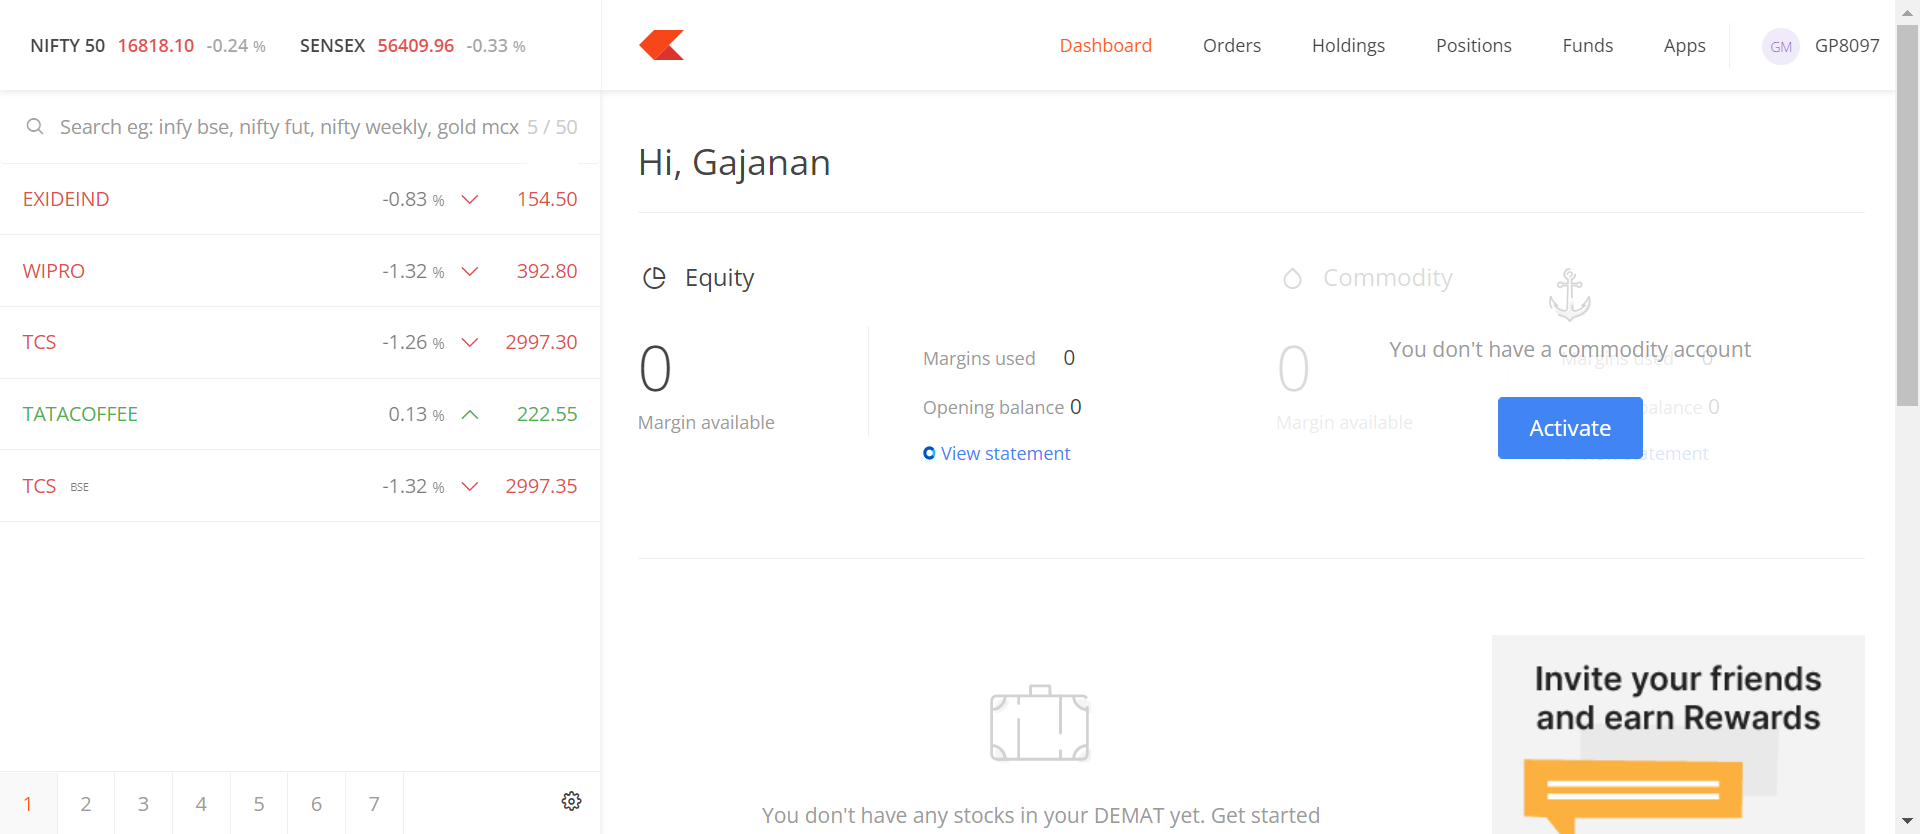 NIFTY 50 16818.10 -0.24 % SENSEX 56409.96 -0.33 %
Dashboard Orders Holdings Positions Funds Apps GM GP8097
Search eg: infy bse, nifty fut, nifty weekly, gold mcx 5 / 50
EXIDEIND -0.83 % 154.50
WIPRO -1.32 % 392.80
TCS -1.26 % 2997.30
TATACOFFEE 0.13 % 222.55
TCS BSE -1.32 % 2997.35
1 2 3 4 5 6 7
Hi, Gajanan
Equity
0
Margin available
Margins used 0
Opening balance 0
View statement
Commodity
0
Margin available
You don't have a commodity account
Margins used 0
balance 0
Activate
Invite your friends
and earn Rewards
You don't have any stocks in your DEMAT yet. Get started